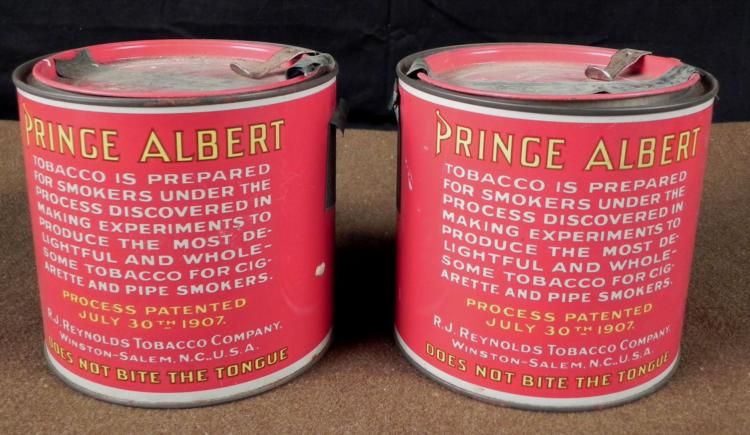 PRINCE ALBERT
TOBACCO IS PREPARED
FOR SMOKERS UNDER THE
PROCESS DISCOVERED IN
MAKING EXPERIMENTS TO
PRODUCE THE MOST DE-
LIGHTFUL AND WHOLE-
SOME TOBACCO FOR CIG-
ARETTE AND PIPE SMOKERS.
PROCESS PATENTED
JULY 30TH 1907.
R.J. REYNOLDS TOBACCO COMPANY,
WINSTON-SALEM, N.C., U.S.A.
DOES NOT BITE THE TONGUE
PRINCE ALBERT
TOBACCO IS PREPARED
FOR SMOKERS UNDER THE
PROCESS DISCOVERED IN
MAKING EXPERIMENTS TO
PRODUCE THE MOST DE-
LIGHTFUL AND WHOLE-
SOME TOBACCO FOR CIG-
ARETTE AND PIPE SMOKERS.
PROCESS PATENTED
JULY 30TH 1907.
R.J. REYNOLDS TOBACCO COMPANY
WINSTON-SALEM, N.C., U.S.A.
DOES NOT BITE THE TONGUE